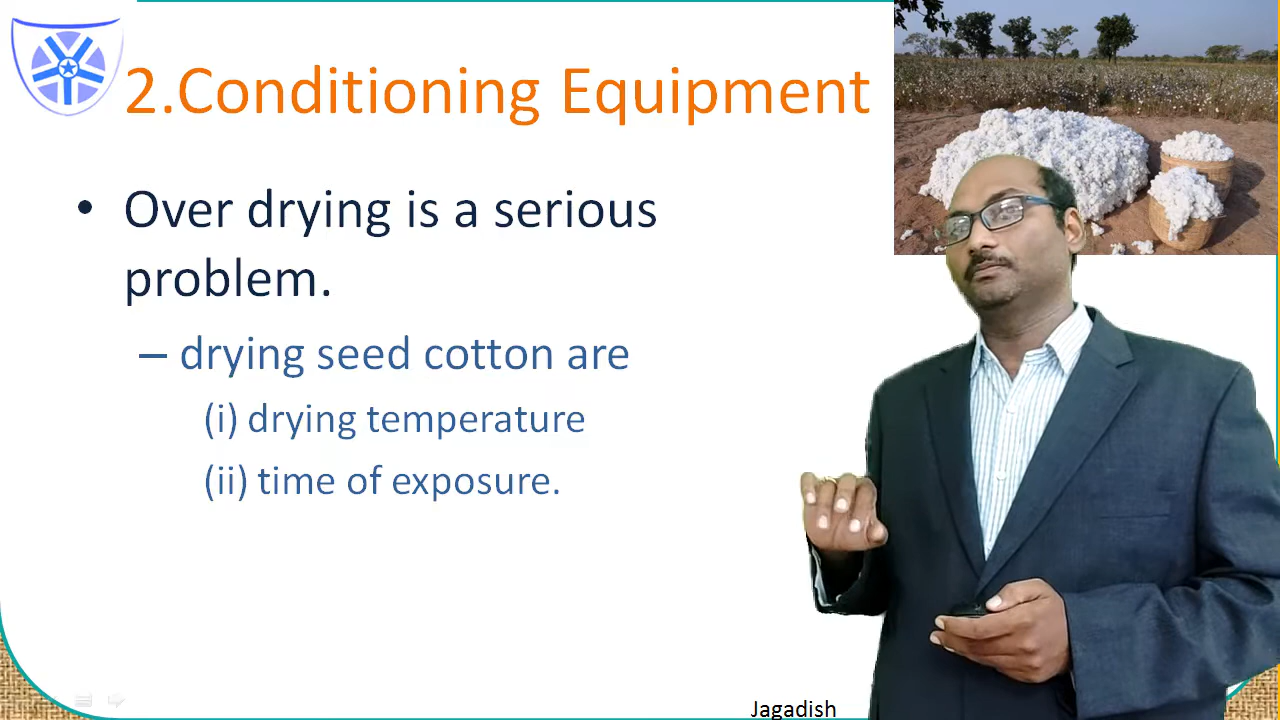 2.Conditioning Equipment
• Over drying is a serious
problem.
– drying seed cotton are
(i) drying temperature
(ii) time of exposure.
Jagadish